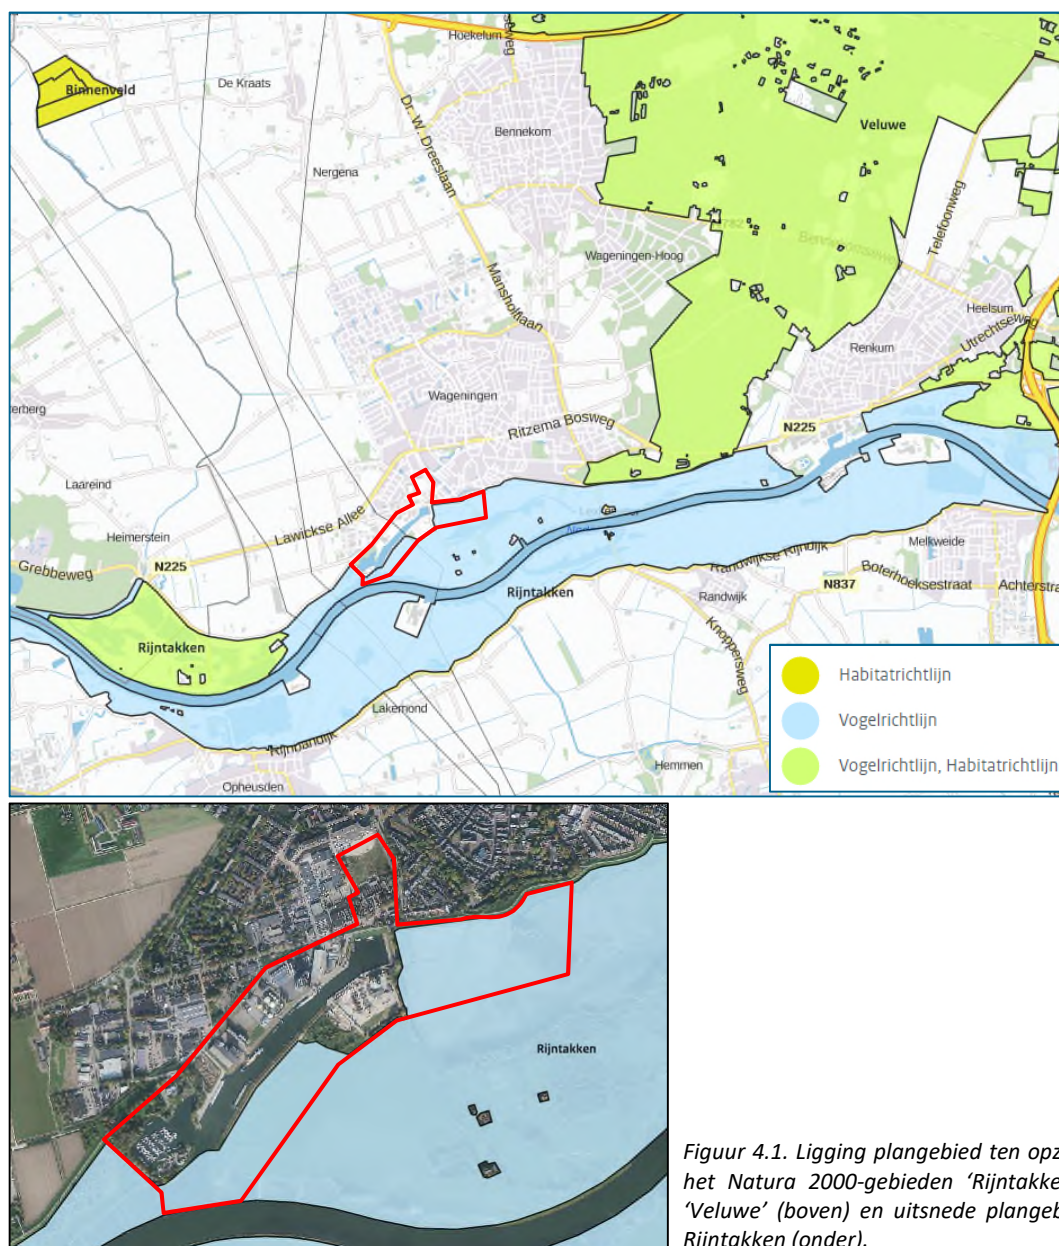 Hoekelum
Binnenveld
De Kraats
Dr. W. Dreeslaan
Bennekom
Veluwe
Nergena
Telefoonweg
Wageningen-Hoog
Mansholtlaan
Heelsum
Utrechtseweg
Renkum
Wageningen
Ritzema Bosweg
N225
Laareind
Lawickse Allee
Heimerstein
Grebbeweg
N225
Melkweide
Randwijkse Rijndijk
Boterhoeksestraat
N837
Achterstra
Rijntakken
Randwijk
Knoppersweg
Rijntakken
Lakemond
Rijnbandijk
Opheusden
Hemmen
Habitatrichtlijn
Vogelrichtlijn
Vogelrichtlijn, Habitatrichtlijn
Rijntakken
Figuur 4.1. Ligging plangebied ten opz
het Natura 2000-gebieden ‘Rijntakke
‘Veluwe’ (boven) en uitsnede plangeb
Rijntakken (onder).